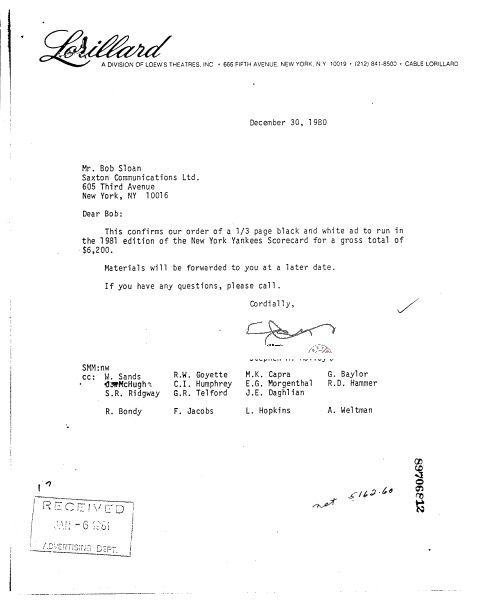 Lorillard
A DIVISION OF LOEW'S THEATRES, INC • 666 FIFTH AVENUE, NEW YORK, N.Y 10019 • (212) 841-8500 • CABLE LORILLARD
December 30, 1980
Mr. Bob Sloan
Saxton Communications Ltd.
605 Third Avenue
New York, NY 10016
Dear Bob:
This confirms our order of a 1/3 page black and white ad to run in
the 1981 edition of the New York Yankees Scorecard for a gross total of
$6,200.
Materials will be forwarded to you at a later date.
If you have any questions, please call.
Cordially,
SMM:nw
cc: W. Sands R.W. Goyette M.K. Capra G. Baylor
McHugh C.I. Humphrey E.G. Morgenthal R.D. Hammer
S.R. Ridgway G.R. Telford J.E. Daghlian
R. Bondy F. Jacobs L. Hopkins A. Weltman
89706812
net 5162.60
RECEIVED
JAN -6 1981
ADVERTISING DEPT.